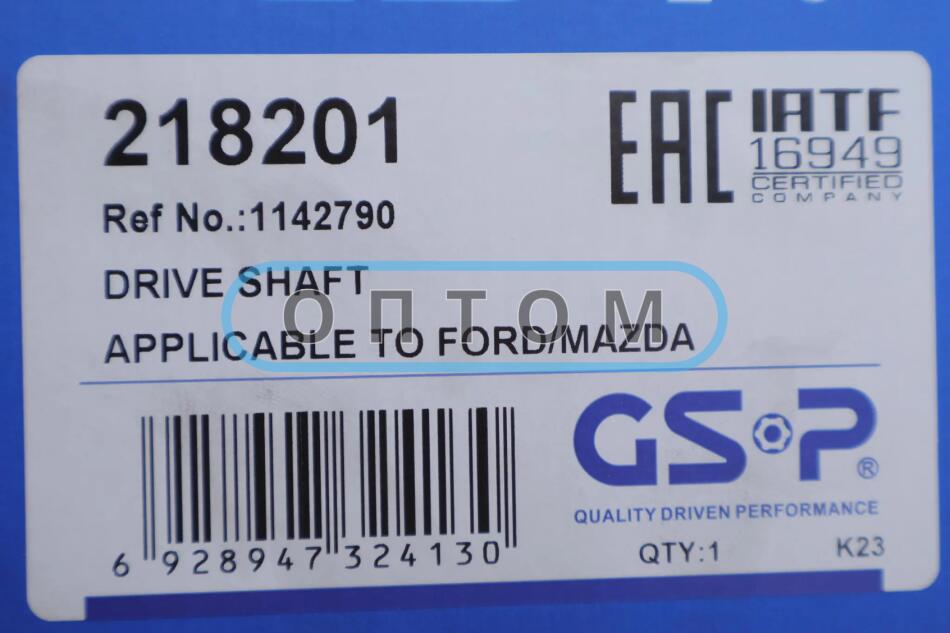 218201
EAC
IATF
16949
CERTIFIED
COMPANY
Ref No.:1142790
DRIVE SHAFT
ОПТОМ
APPLICABLE TO FORD/MAZDA
GSP®
QUALITY DRIVEN PERFORMANCE
6 928947 324130
QTY:1
K23